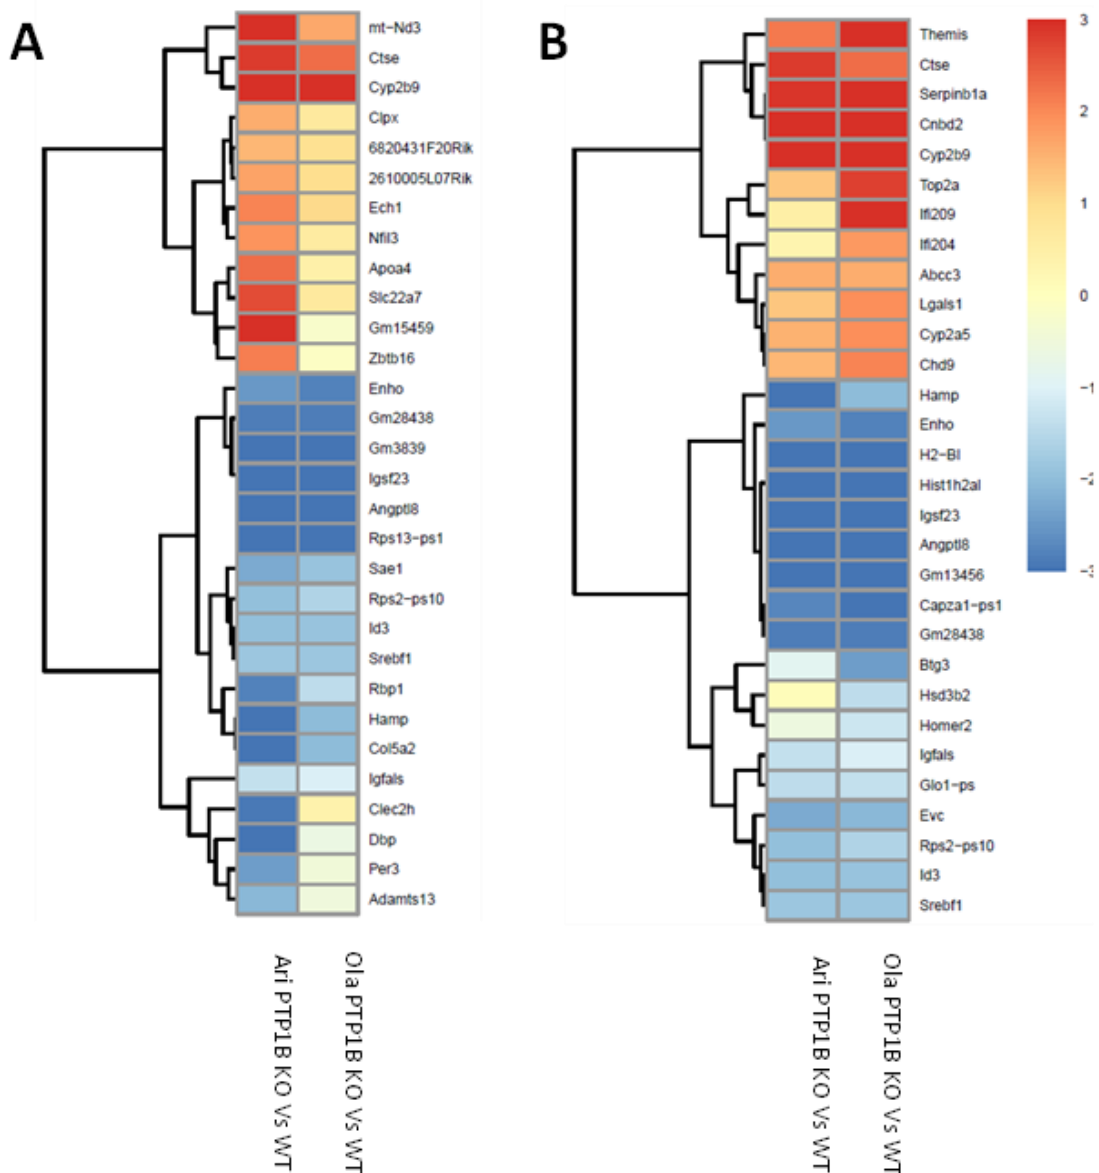 A
mt-Nd3
Ctse
Cyp2b9
Clpx
6820431F20Rik
2610005L07Rik
Ech1
Nfil3
Apoa4
Slc22a7
Gm15459
Zbtb16
Enho
Gm28438
Gm3839
Igsf23
Angptl8
Rps13-ps1
Sae1
Rps2-ps10
Id3
Srebf1
Rbp1
Hamp
Col5a2
Igfals
Clec2h
Dbp
Per3
Adamts13
Ari PTP1B KO Vs WT
Ola PTP1B KO Vs WT
B
Themis
Ctse
Serpinb1a
Cnbd2
Cyp2b9
Top2a
Ifi209
Ifi204
Abcc3
Lgals1
Cyp2a5
Chd9
Hamp
Enho
H2-Bl
Hist1h2al
Igsf23
Angptl8
Gm13456
Capza1-ps1
Gm28438
Btg3
Hsd3b2
Homer2
Igfals
Glo1-ps
Evc
Rps2-ps10
Id3
Srebf1
Ari PTP1B KO Vs WT
Ola PTP1B KO Vs WT
3
2
1
0
-1
-2
-3